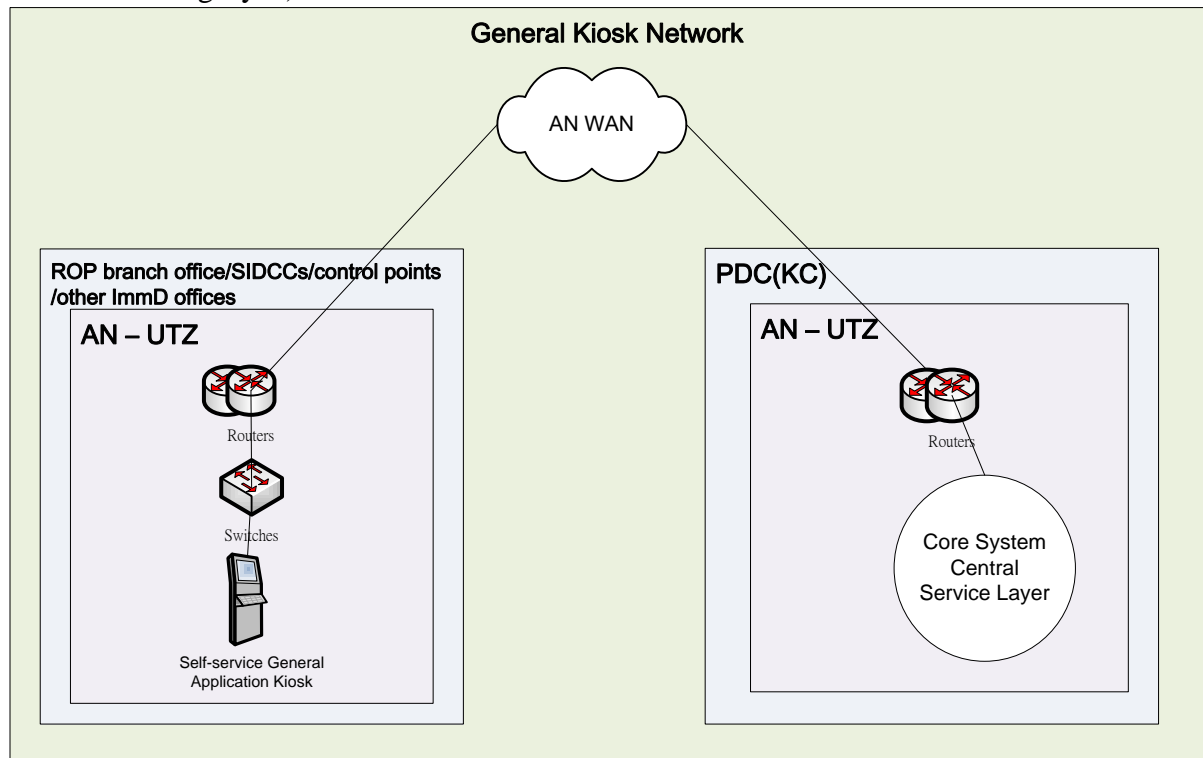 General Kiosk Network
AN WAN
ROP branch office/SIDCCs/control points
/other ImmD offices
AN – UTZ
Routers
Switches
Self-service General
Application Kiosk
PDC(KC)
AN – UTZ
Routers
Core System
Central
Service Layer